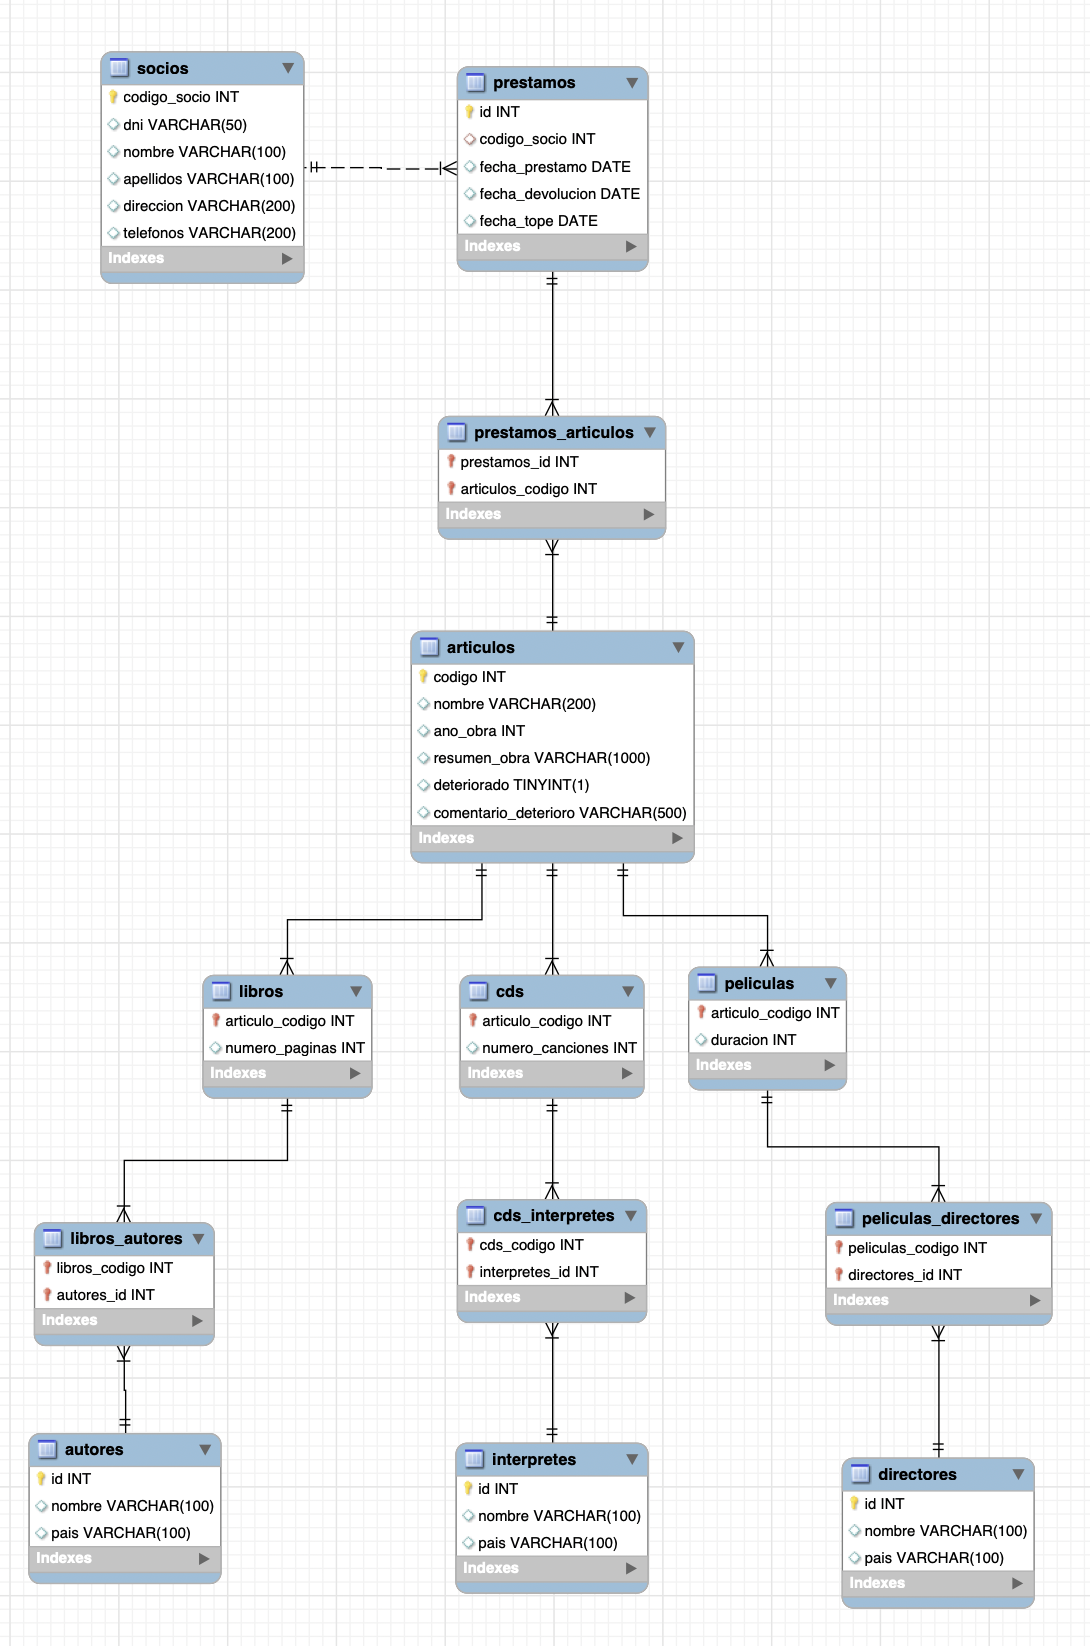 socios
codigo_socio INT
dni VARCHAR(50)
nombre VARCHAR(100)
apellidos VARCHAR(100)
direccion VARCHAR(200)
telefonos VARCHAR(200)
Indexes
prestamos
id INT
codigo_socio INT
fecha_prestamo DATE
fecha_devolucion DATE
fecha_tope DATE
Indexes
prestamos_articulos
prestamos_id INT
articulos_codigo INT
Indexes
articulos
codigo INT
nombre VARCHAR(200)
ano_obra INT
resumen_obra VARCHAR(1000)
deteriorado TINYINT(1)
comentario_deterioro VARCHAR(500)
Indexes
libros
articulo_codigo INT
numero_paginas INT
Indexes
cds
articulo_codigo INT
numero_canciones INT
Indexes
peliculas
articulo_codigo INT
duracion INT
Indexes
libros_autores
libros_codigo INT
autores_id INT
Indexes
cds_interpretes
cds_codigo INT
interpretes_id INT
Indexes
peliculas_directores
peliculas_codigo INT
directores_id INT
Indexes
autores
id INT
nombre VARCHAR(100)
pais VARCHAR(100)
Indexes
interpretes
id INT
nombre VARCHAR(100)
pais VARCHAR(100)
Indexes
directores
id INT
nombre VARCHAR(100)
pais VARCHAR(100)
Indexes